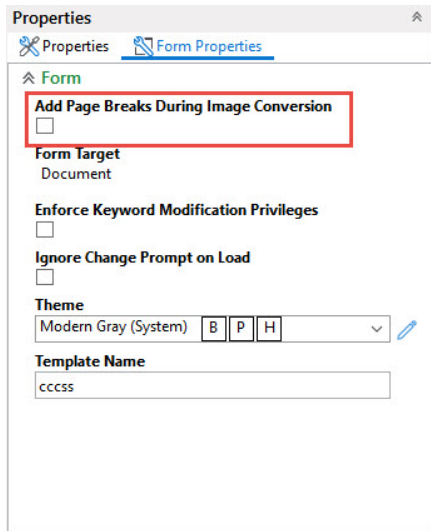 Properties
Properties Form Properties
Form
Add Page Breaks During Image Conversion
Form Target
Document
Enforce Keyword Modification Privileges
Ignore Change Prompt on Load
Theme
Modern Gray (System) B P H
Template Name
cccss